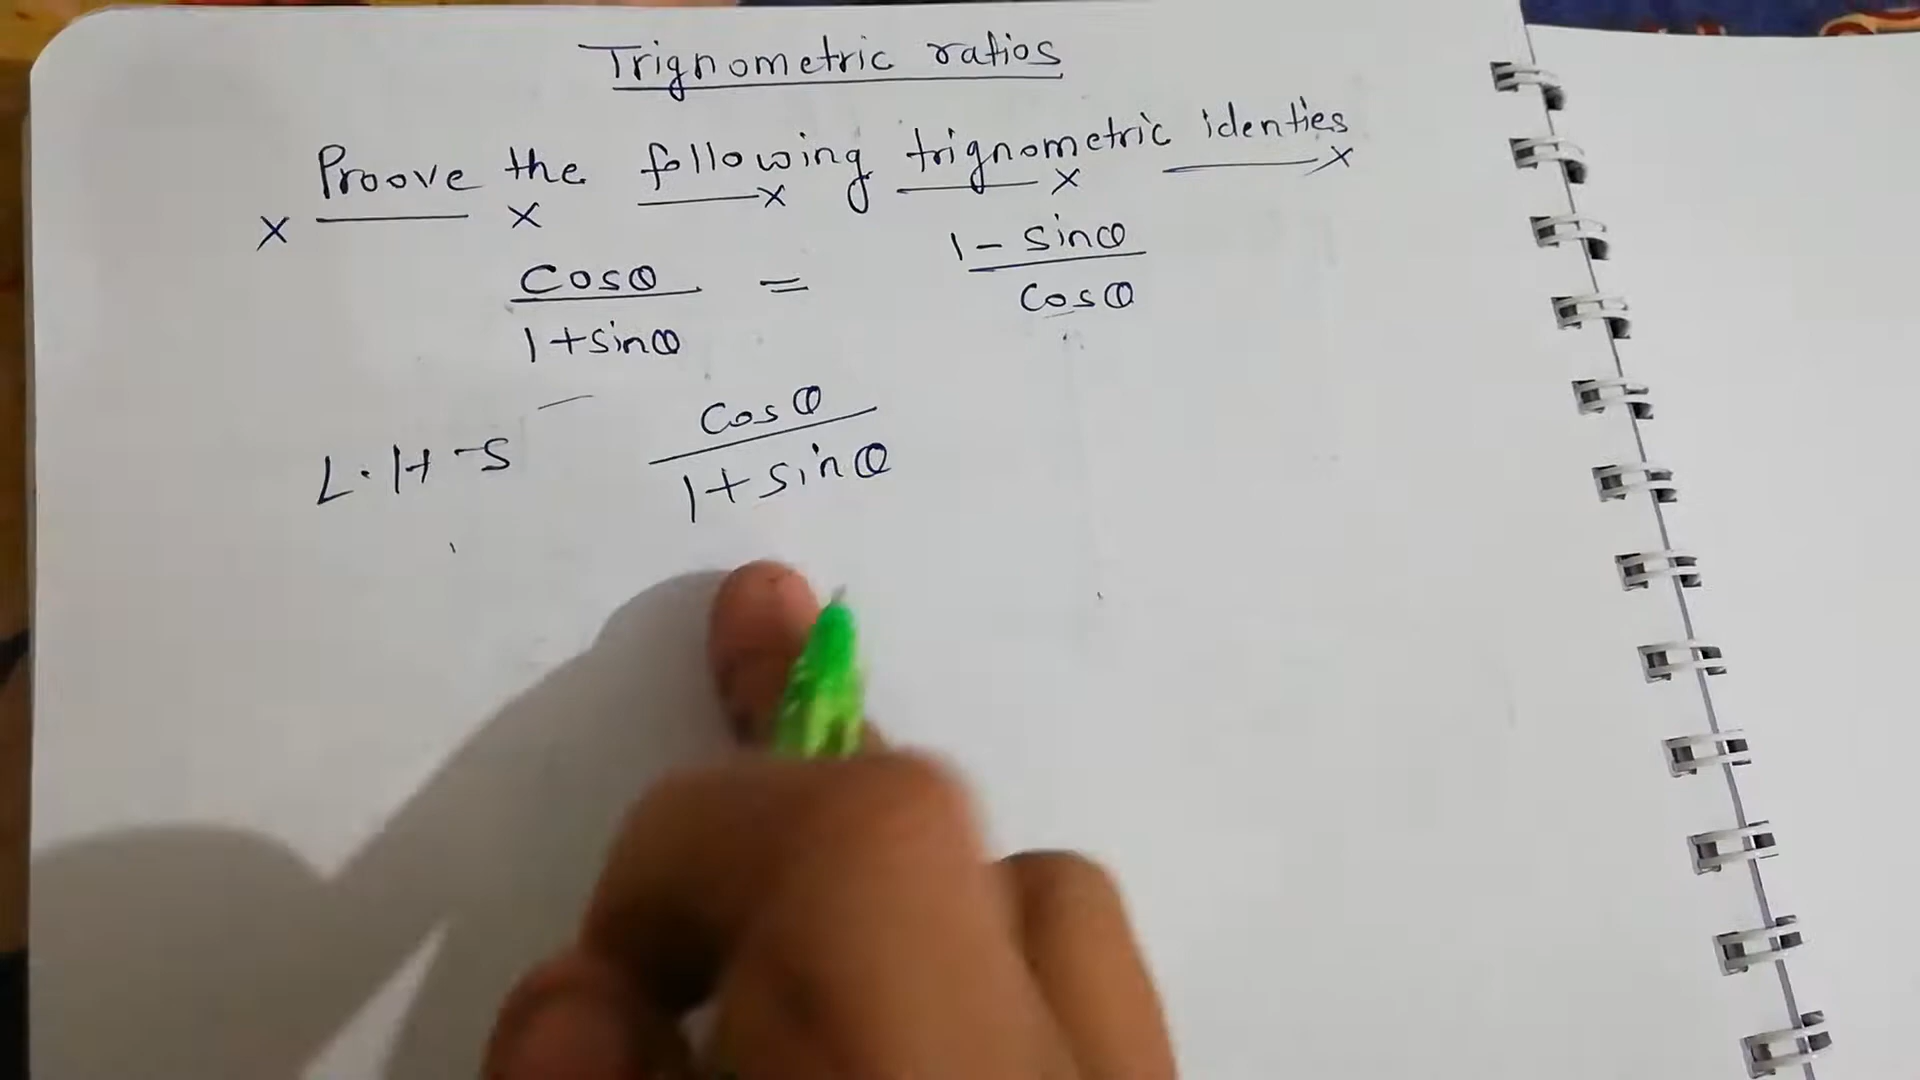 Trignometric ratios
Proove the following trignometric identies
x x x x x
cosθ / 1+sinθ = 1-sinθ / cosθ
L.H-S cosθ / 1+sinθ